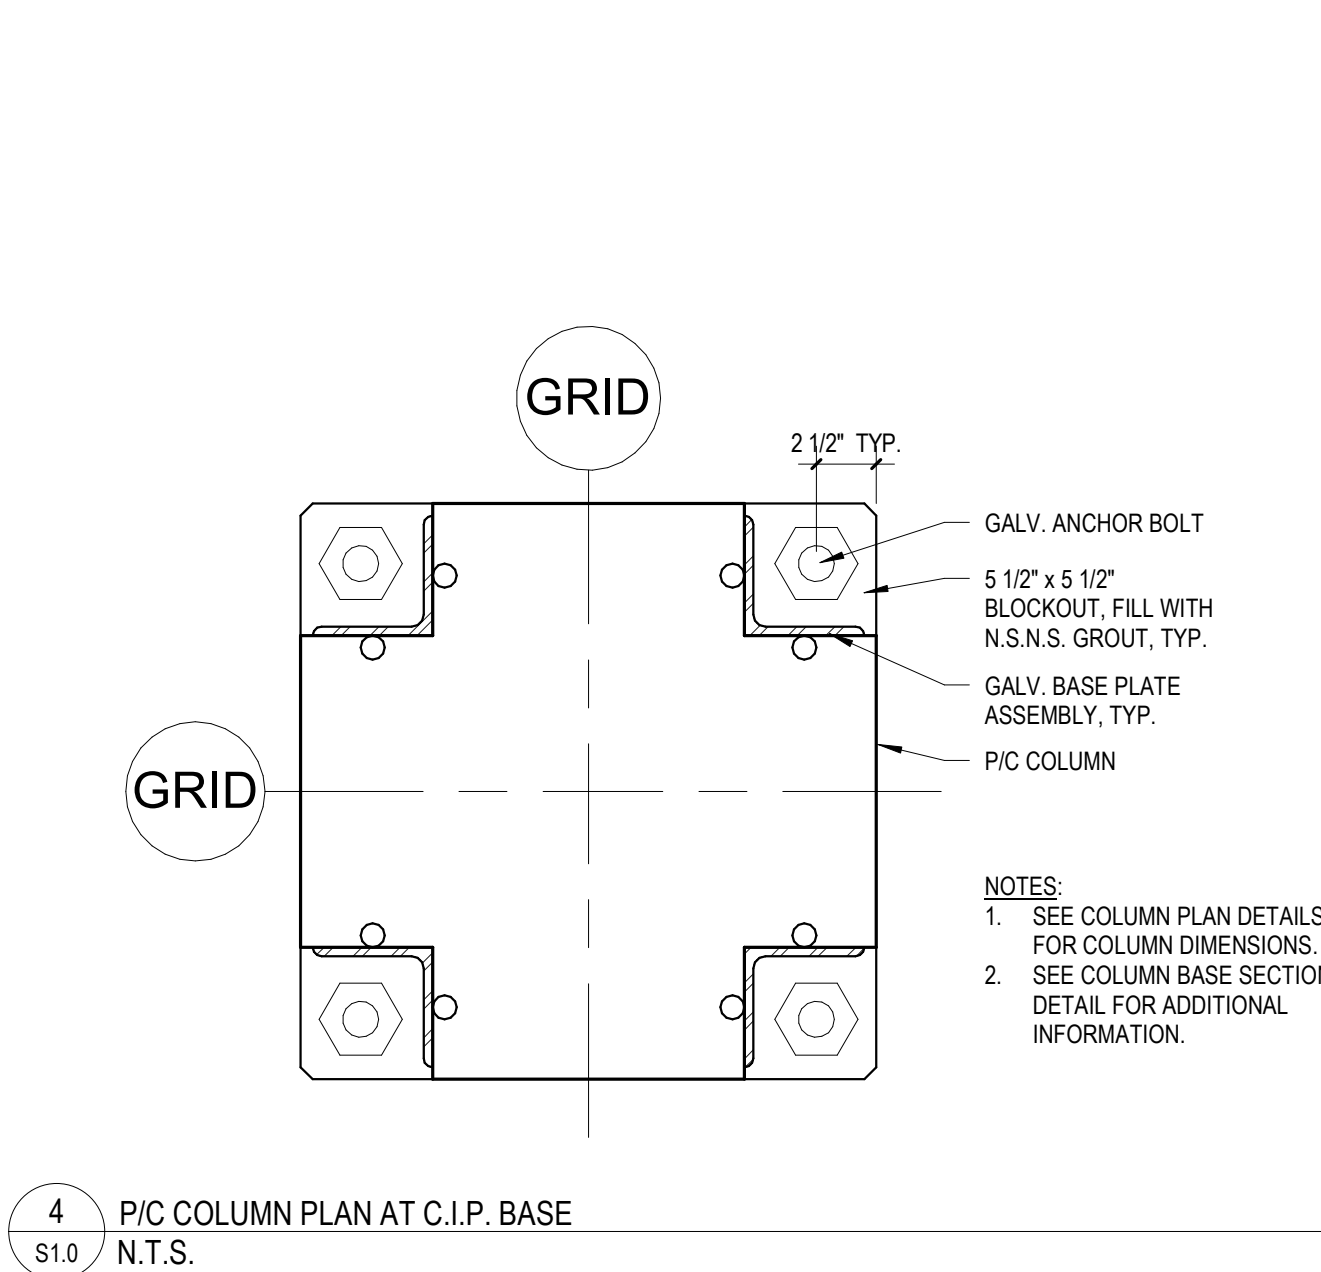 GRID
2 1/2" TYP.
GALV. ANCHOR BOLT
5 1/2" x 5 1/2"
BLOCKOUT, FILL WITH
N.S.N.S. GROUT, TYP.
GALV. BASE PLATE
ASSEMBLY, TYP.
P/C COLUMN
GRID
NOTES:
1. SEE COLUMN PLAN DETAILS
FOR COLUMN DIMENSIONS.
2. SEE COLUMN BASE SECTION
DETAIL FOR ADDITIONAL
INFORMATION.
4
P/C COLUMN PLAN AT C.I.P. BASE
S1.0
N.T.S.